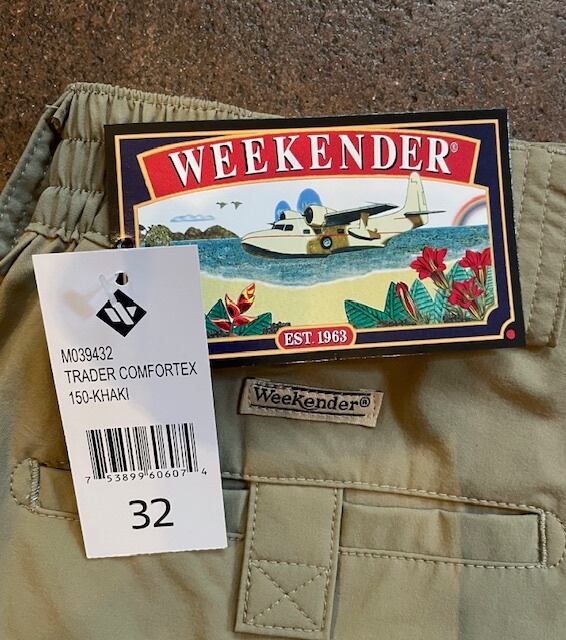 WEEKENDER®
EST. 1963
M039432
TRADER COMFORTEX
150-KHAKI
7 53899 60607 4
32
Weekender®